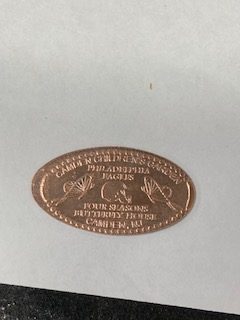 CAMDEN CHILDREN'S GARDEN
PHILADELPHIA
EAGLES
FOUR SEASONS
BUTTERFLY HOUSE
CAMDEN, NJ